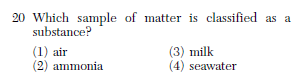 20 Which sample of matter is classified as a
substance?
(1) air (3) milk
(2) ammonia (4) seawater